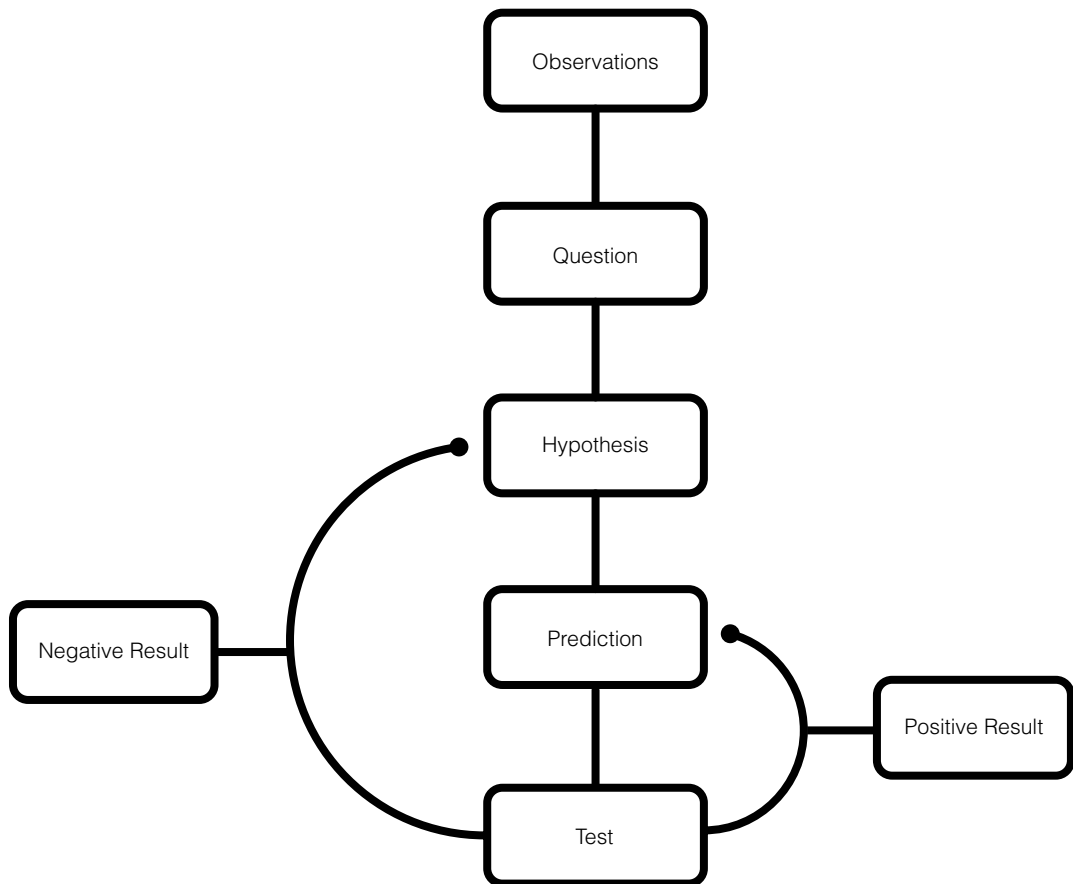 Observations
Question
Hypothesis
Prediction
Negative Result
Positive Result
Test